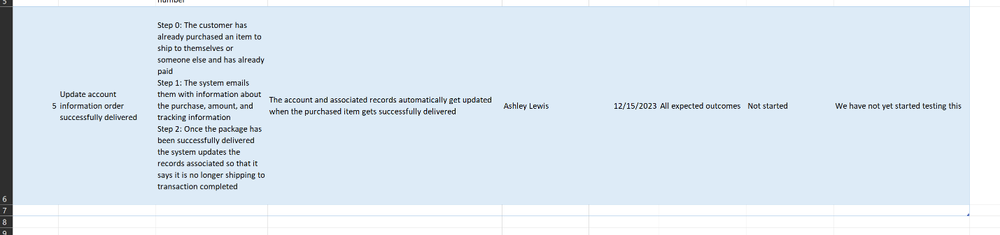 5
number
Step 0: The customer has
already purchased an item to
ship to themselves or
someone else and has already
paid
Step 1: The system emails
them with information about
the purchase, amount, and
tracking information
Step 2: Once the package has
been successfully delivered
the system updates the
records associated so that it
says it is no longer shipping to
transaction completed
Update account
5 information order
successfully delivered
The account and associated records automatically get updated
when the purchased item gets successfully delivered
Ashley Lewis
12/15/2023 All expected outcomes
Not started
We have not yet started testing this
6
7
8
9